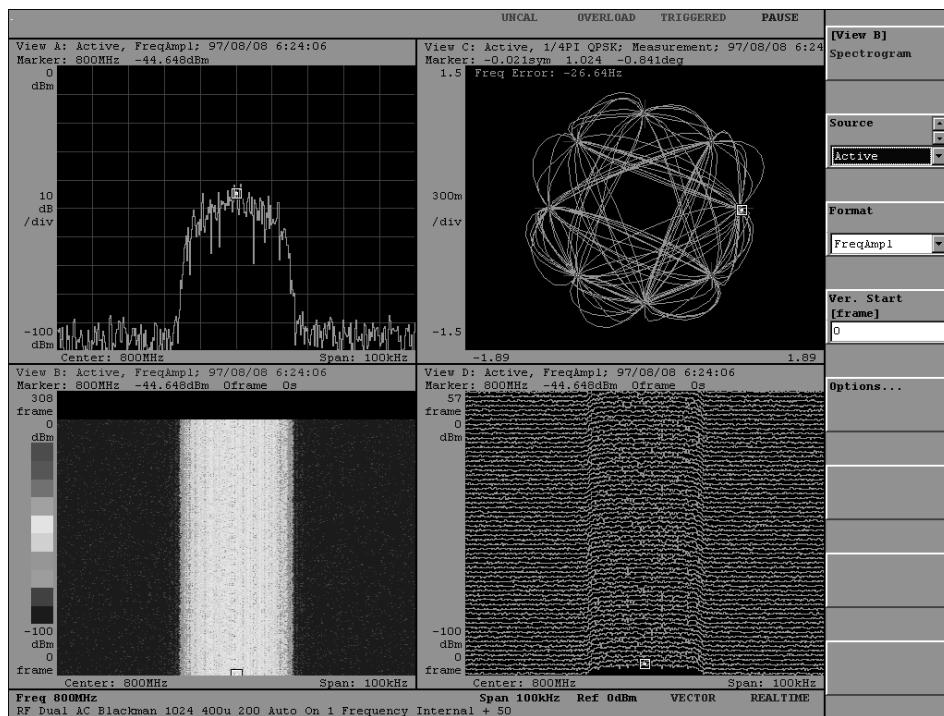 UNCAL OVERLOAD TRIGGERED PAUSE
View A: Active, FreqAmpl; 97/08/08 6:24:06
Marker: 800MHz -44.648dBm
0
dBm
10
dB
/div
-100
dBm
Center: 800MHz Span: 100kHz
View C: Active, 1/4PI QPSK; Measurement; 97/08/08 6:24
Marker: -0.021sym 1.024 -0.841deg
1.5 Freq Error: -26.64Hz
300m
/div
-1.5
-1.89 1.89
View B: Active, FreqAmpl; 97/08/08 6:24:06
Marker: 800MHz -44.648dBm 0frame 0s
308
frame
0
dBm
-100
dBm
0
frame
Center: 800MHz Span: 100kHz
View D: Active, FreqAmpl; 97/08/08 6:24:06
Marker: 800MHz -44.648dBm 0frame 0s
57
frame
0
dBm
-100
dBm
0
frame
Center: 800MHz Span: 100kHz
Freq 800MHz Span 100kHz Ref 0dBm VECTOR REALTIME
RF Dual AC Blackman 1024 400u 200 Auto On 1 Frequency Internal + 50
[View B]
Spectrogram
Source
Active
Format
FreqAmpl
Ver. Start
[frame]
0
Options...